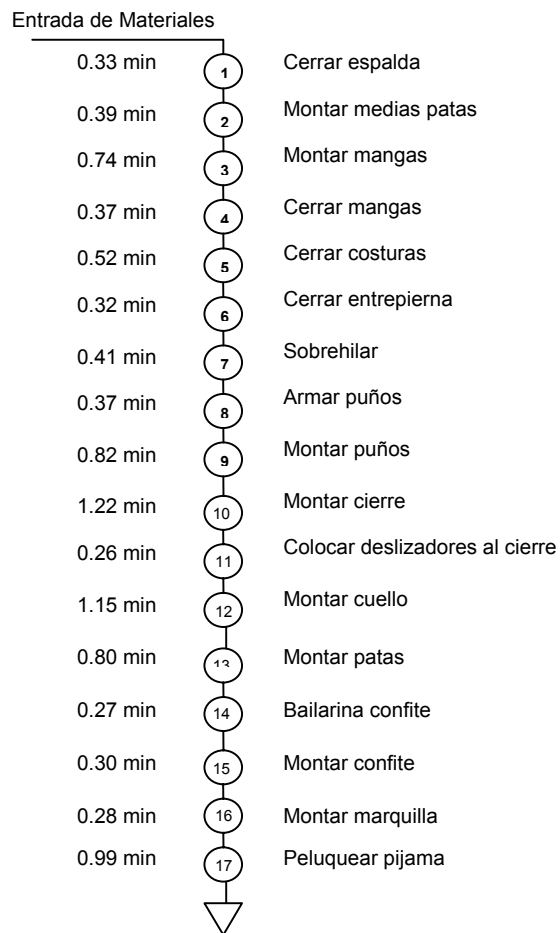 Entrada de Materiales
0.33 min 1 Cerrar espalda
0.39 min 2 Montar medias patas
0.74 min 3 Montar mangas
0.37 min 4 Cerrar mangas
0.52 min 5 Cerrar costuras
0.32 min 6 Cerrar entrepierna
0.41 min 7 Sobrehilar
0.37 min 8 Armar puños
0.82 min 9 Montar puños
1.22 min 10 Montar cierre
0.26 min 11 Colocar deslizadores al cierre
1.15 min 12 Montar cuello
0.80 min 13 Montar patas
0.27 min 14 Bailarina confite
0.30 min 15 Montar confite
0.28 min 16 Montar marquilla
0.99 min 17 Peluquear pijama